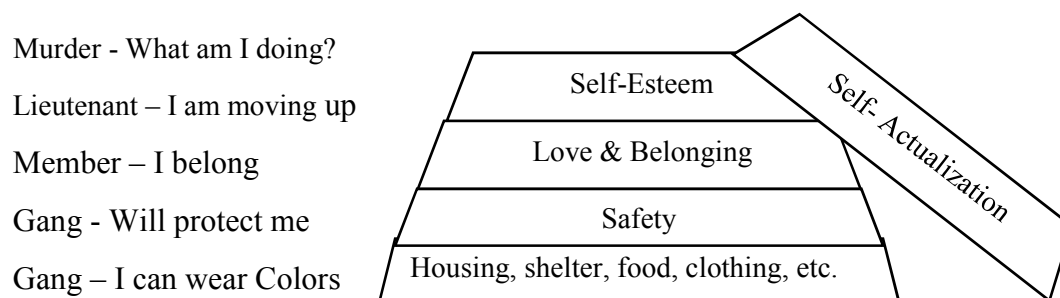 Murder - What am I doing?
Lieutenant – I am moving up
Member – I belong
Gang - Will protect me
Gang – I can wear Colors
Self-Esteem
Love & Belonging
Safety
Housing, shelter, food, clothing, etc.
Self- Actualization